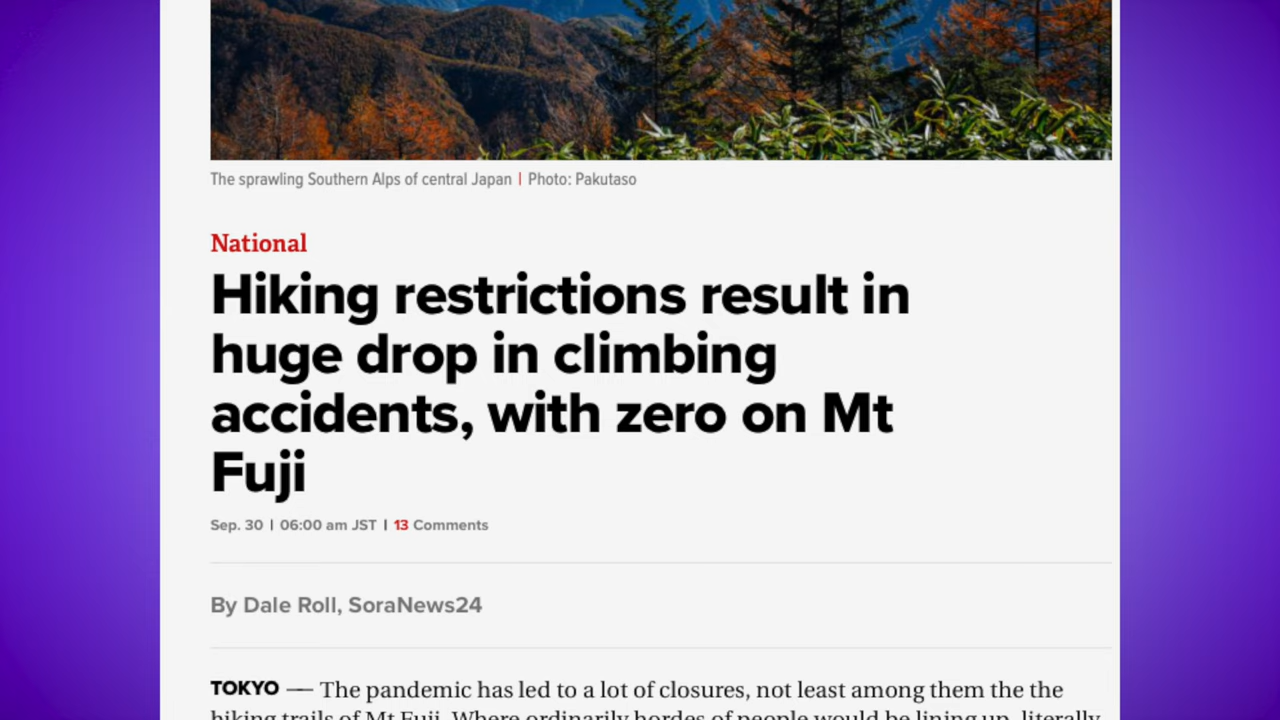 The sprawling Southern Alps of central Japan | Photo: Pakutaso
National
Hiking restrictions result in
huge drop in climbing
accidents, with zero on Mt
Fuji
Sep. 30 | 06:00 am JST | 13 Comments
By Dale Roll, SoraNews24
TOKYO — The pandemic has led to a lot of closures, not least among them the the
hiking trails of Mt Fuji. Where ordinarily hordes of people would be lining up, literally